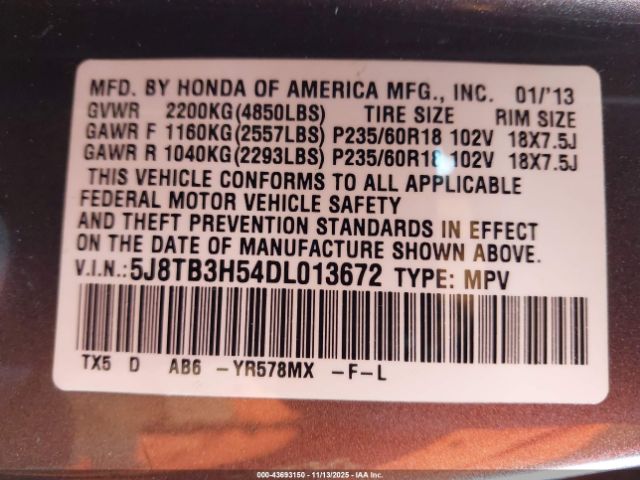 MFD. BY HONDA OF AMERICA MFG., INC. 01/'13
GVWR 2200KG(4850LBS) TIRE SIZE RIM SIZE
GAWR F 1160KG(2557LBS) P235/60R18 102V 18X7.5J
GAWR R 1040KG(2293LBS) P235/60R18 102V 18X7.5J
THIS VEHICLE CONFORMS TO ALL APPLICABLE
FEDERAL MOTOR VEHICLE SAFETY
AND THEFT PREVENTION STANDARDS IN EFFECT
ON THE DATE OF MANUFACTURE SHOWN ABOVE.
V.I.N.:5J8TB3H54DL013672 TYPE: MPV
TX5 D AB6 -YR578MX -F-L
000-43693150 - 11/13/2025 - IAAI.COM